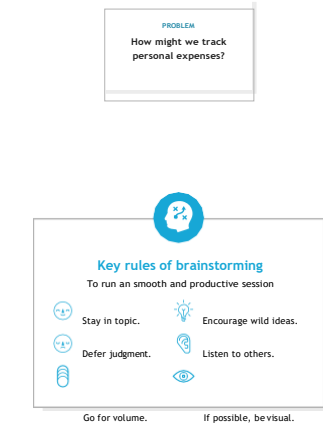 PROBLEM
How might we track
personal expenses?
Key rules of brainstorming
To run an smooth and productive session
Stay in topic.
Encourage wild ideas.
Defer judgment.
Listen to others.
Go for volume.
If possible, be visual.